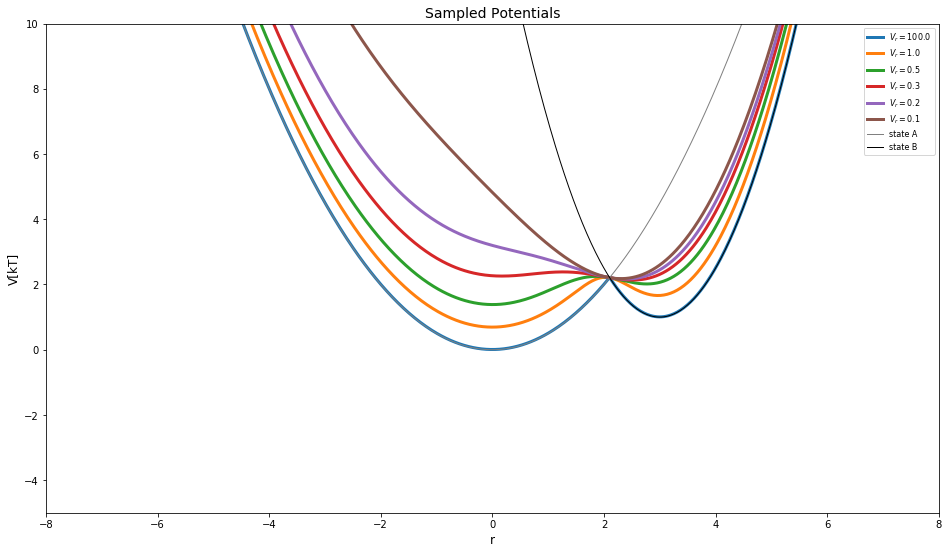 Sampled Potentials
V[kT]
10
8
6
4
2
0
−2
−4
−8
−6
−4
−2
0
2
4
6
8
r
V_r = 100.0
V_r = 1.0
V_r = 0.5
V_r = 0.3
V_r = 0.2
V_r = 0.1
state A
state B